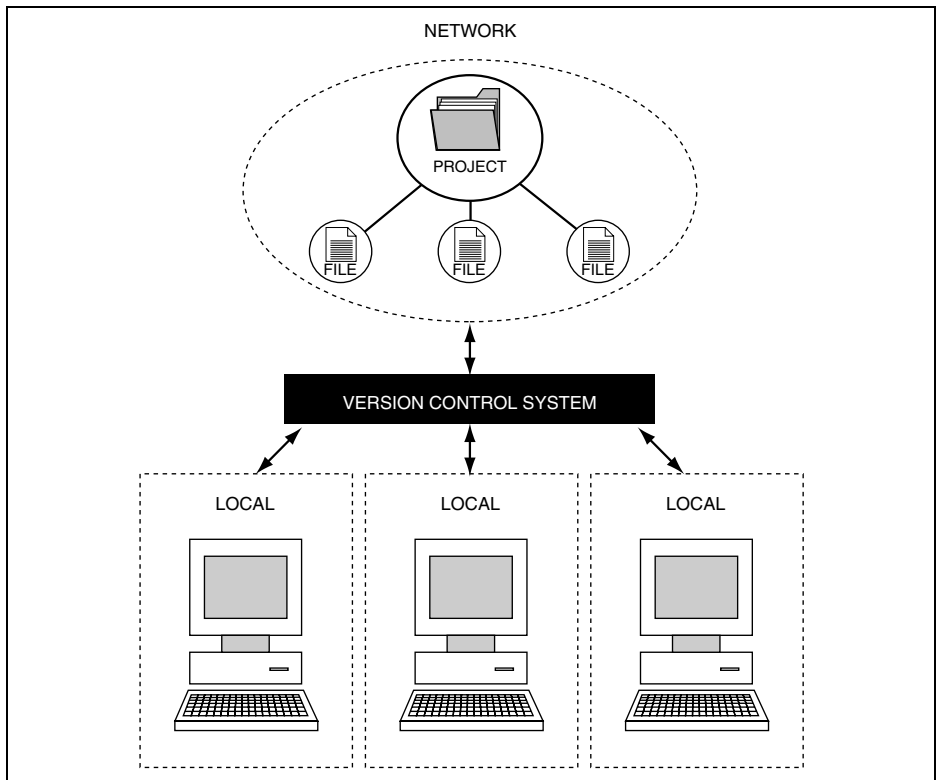 NETWORK
PROJECT
FILE
FILE
FILE
VERSION CONTROL SYSTEM
LOCAL
LOCAL
LOCAL